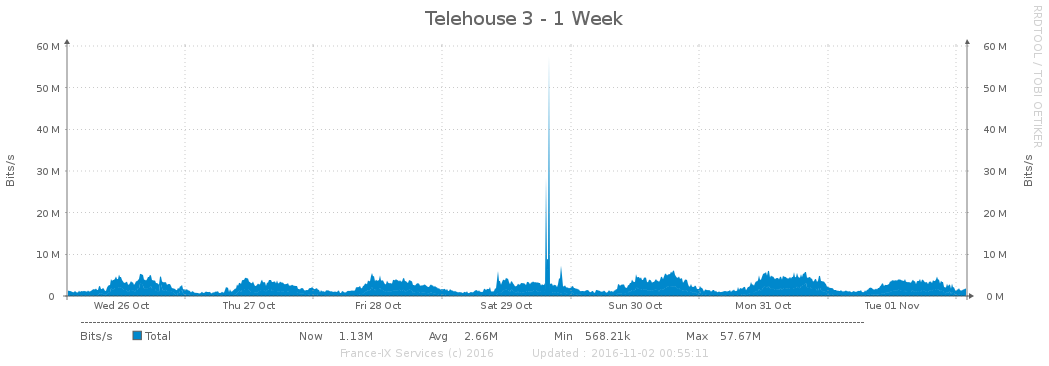 Telehouse 3 - 1 Week
RRDTOOL / TOBI OETIKER
60 M 60 M
50 M 50 M
40 M 40 M
30 M 30 M
20 M 20 M
10 M 10 M
0 0 M
Bits/s Bits/s
Wed 26 Oct Thu 27 Oct Fri 28 Oct Sat 29 Oct Sun 30 Oct Mon 31 Oct Tue 01 Nov
Bits/s Total Now 1.13M Avg 2.66M Min 568.21k Max 57.67M
France-IX Services (c) 2016 Updated : 2016-11-02 00:55:11